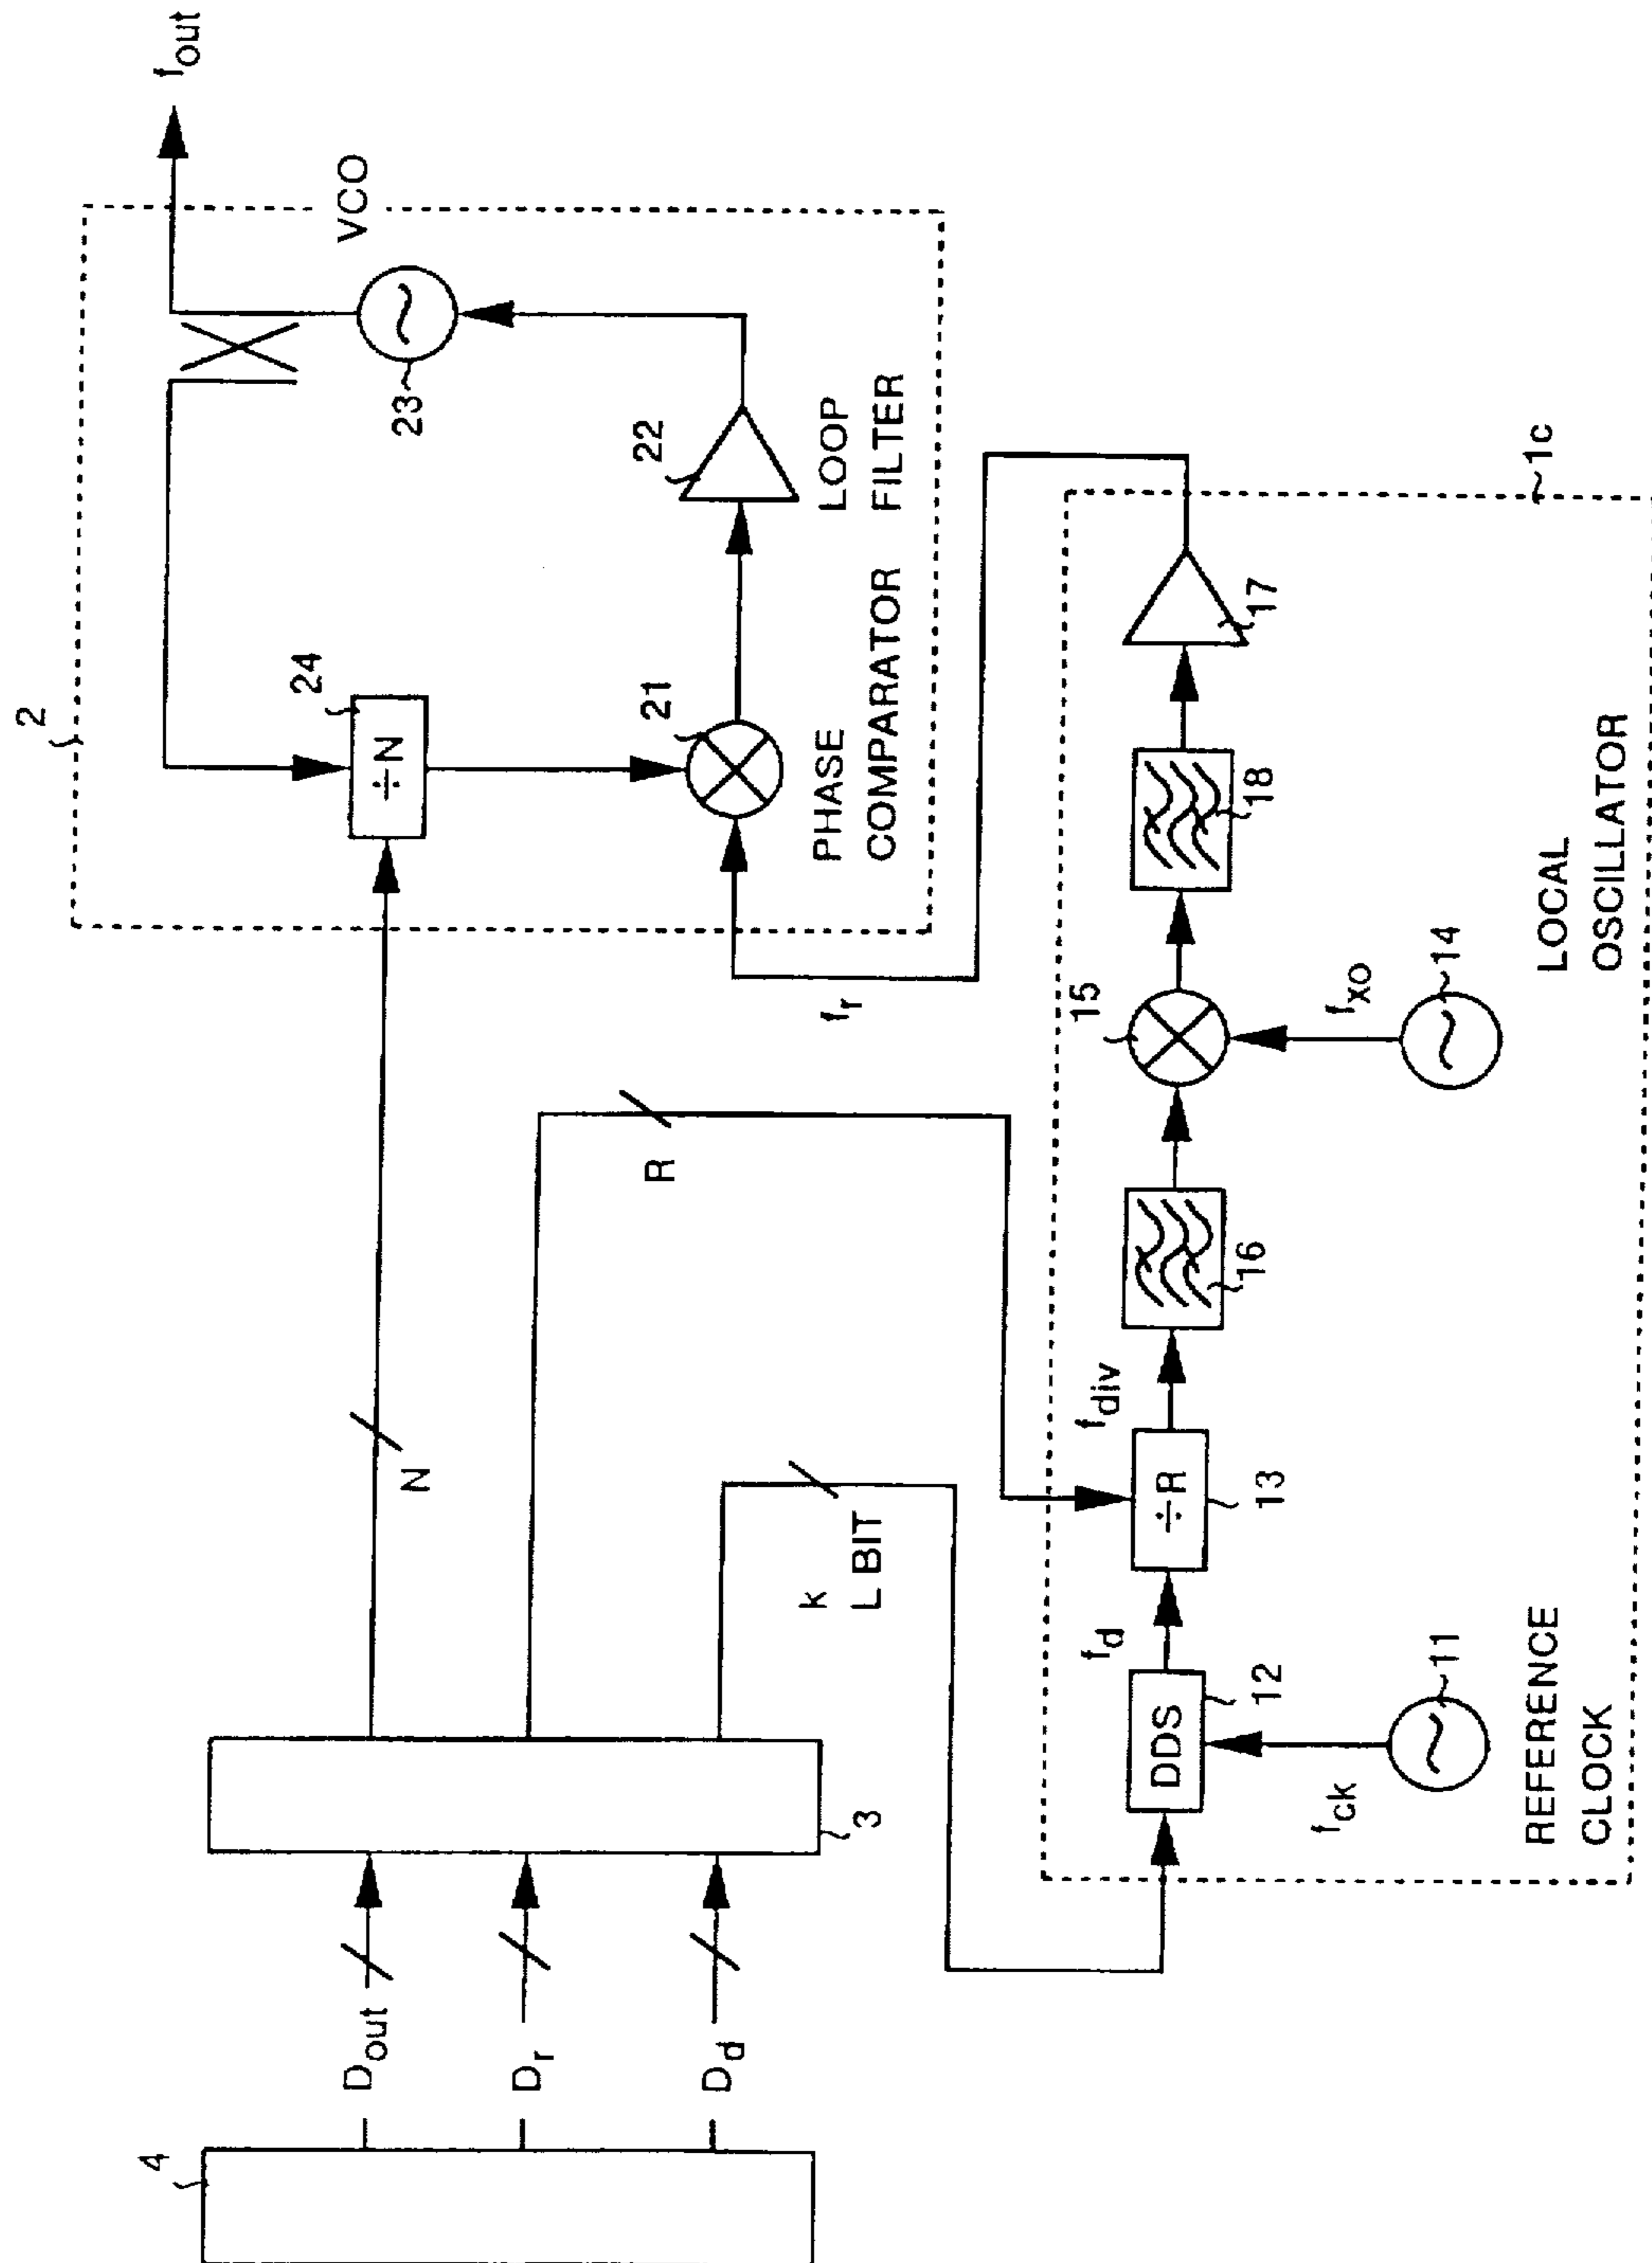 4
D_out
D_r
D_d
3
N
R
k
L BIT
2
24
÷N
21
PHASE
COMPARATOR
22
LOOP
FILTER
23
VCO
f_out
f_r
f_ck
DDS
12
11
REFERENCE
CLOCK
f_d
÷R
13
f_div
16
15
f_xo
14
LOCAL
OSCILLATOR
18
17
1c